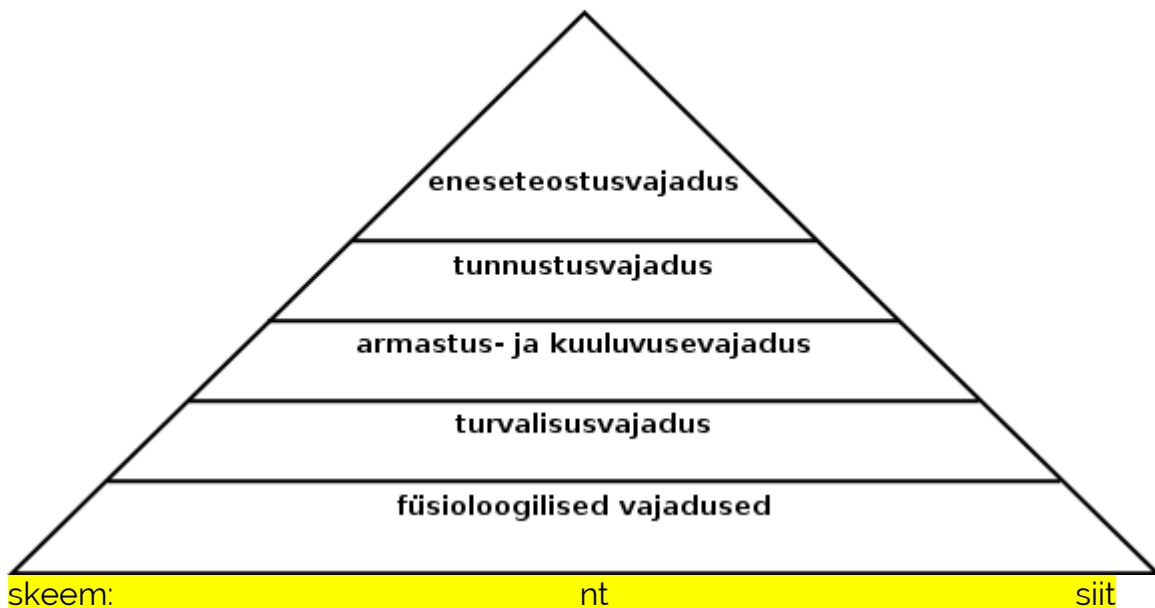 eneseteostusvajadus
tunnustusvajadus
armastus- ja kuuluvusevajadus
turvalisusvajadus
füsioloogilised vajadused
skeem: nt siit